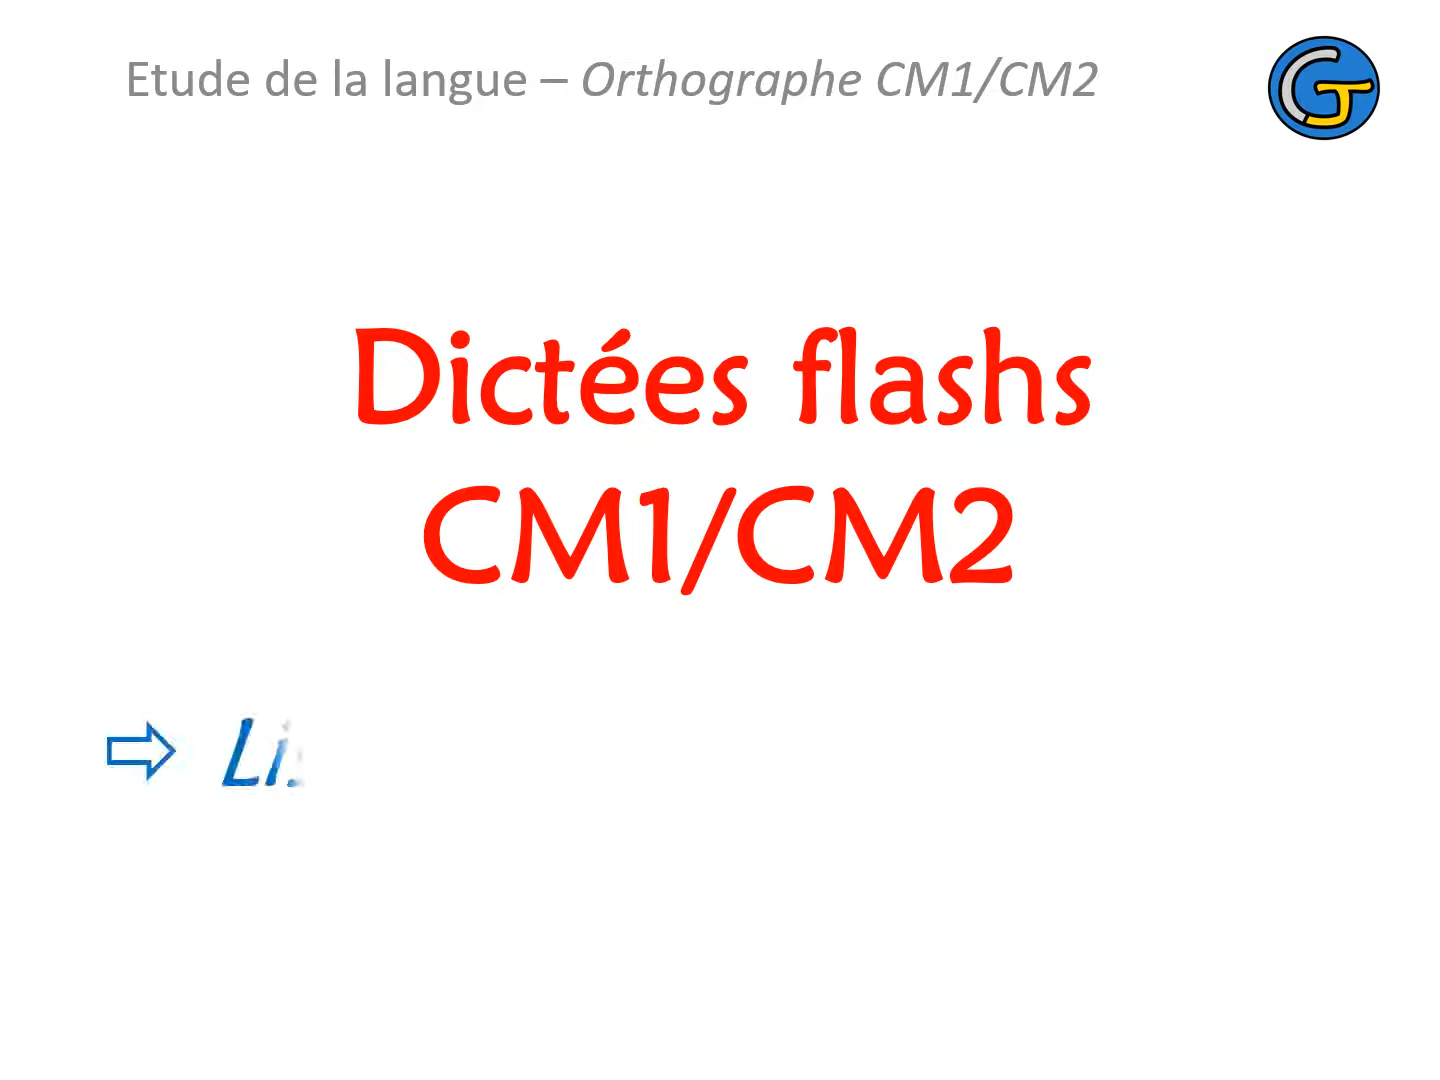 Etude de la langue – Orthographe CM1/CM2
Dictées flashs
CM1/CM2